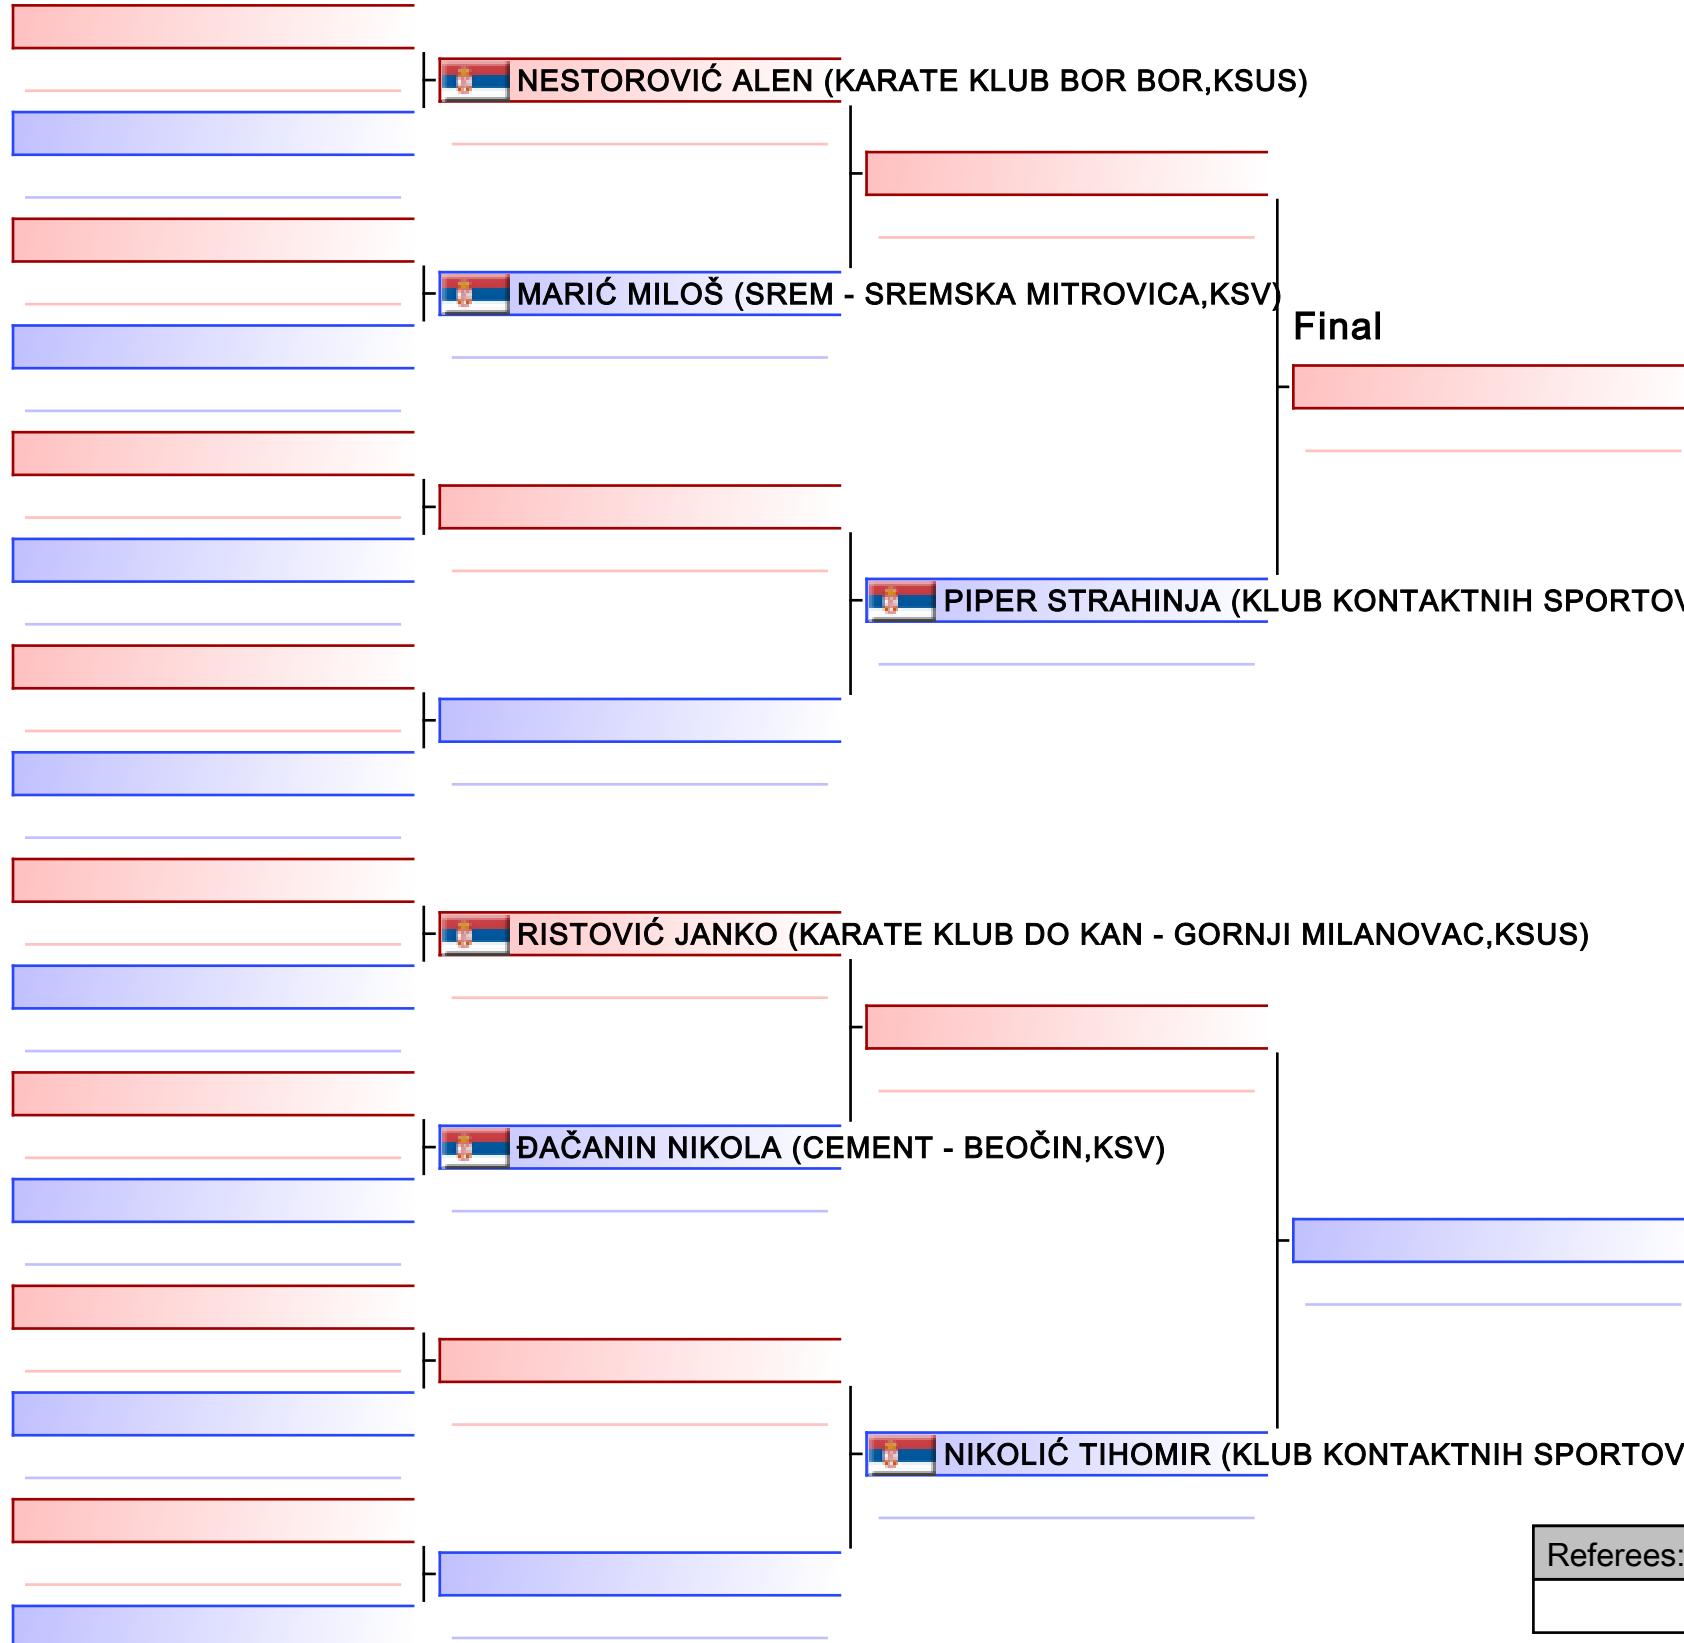 NESTOROVIĆ ALEN (KARATE KLUB BOR BOR,KSUS)
MARIĆ MILOŠ (SREM - SREMSKA MITROVICA,KSV)
Final
PIPER STRAHINJA (KLUB KONTAKTNIH SPORTOV
RISTOVIĆ JANKO (KARATE KLUB DO KAN - GORNJI MILANOVAC,KSUS)
ĐAČANIN NIKOLA (CEMENT - BEOČIN,KSV)
NIKOLIĆ TIHOMIR (KLUB KONTAKTNIH SPORTOV
Referees: